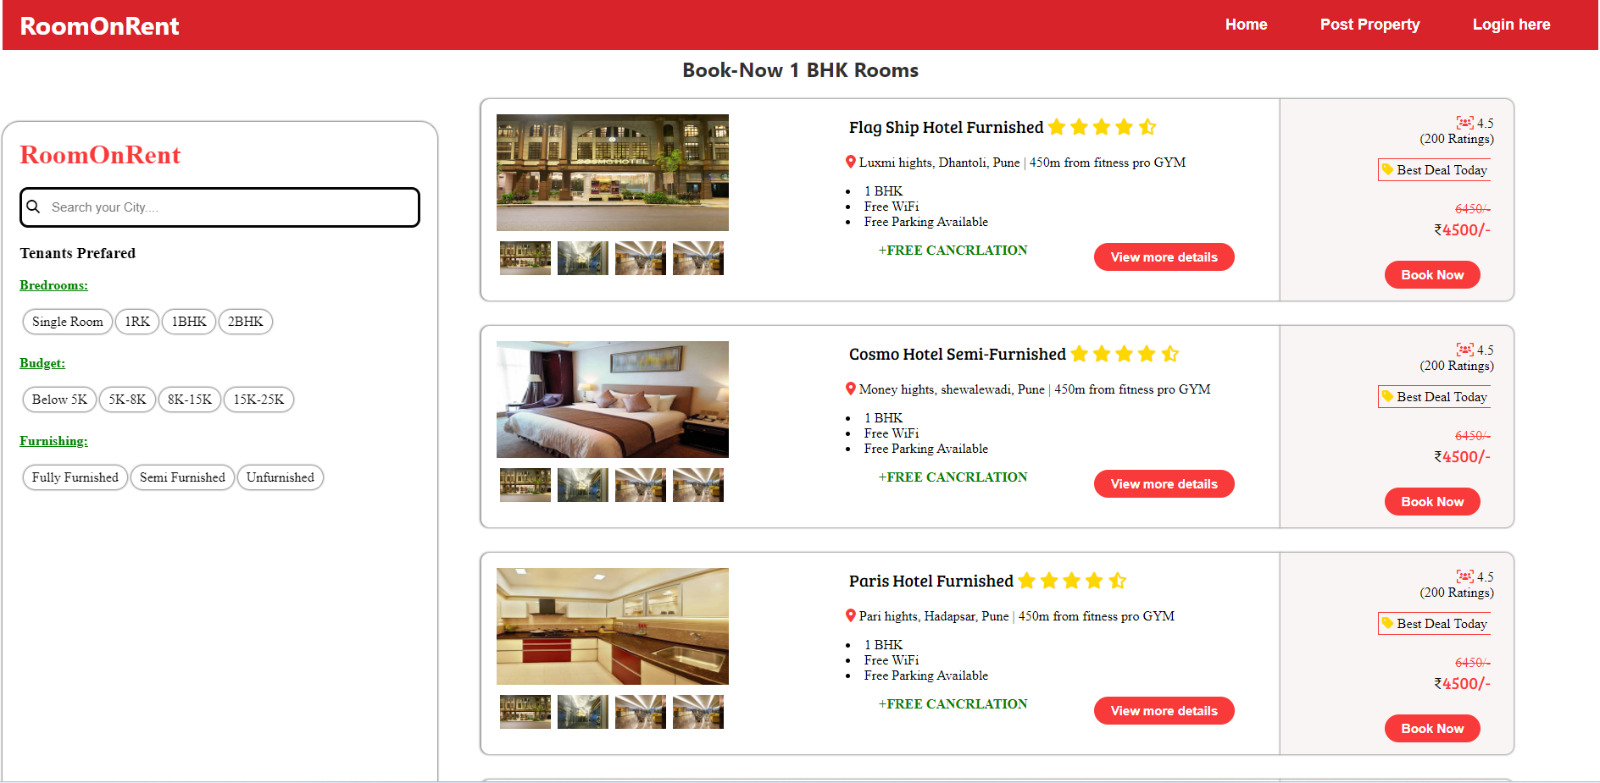 RoomOnRent
Home Post Property Login here
Book-Now 1 BHK Rooms
RoomOnRent
Search your City....
Tenants Prefared
Bredrooms:
Single Room 1RK 1BHK 2BHK
Budget:
Below 5K 5K-8K 8K-15K 15K-25K
Furnishing:
Fully Furnished Semi Furnished Unfurnished
COSMO HOTEL
Flag Ship Hotel Furnished
Luxmi hights, Dhantoli, Pune | 450m from fitness pro GYM
1 BHK
Free WiFi
Free Parking Available
+FREE CANCRLATION
View more details
4.5
(200 Ratings)
Best Deal Today
6450/-
₹4500/-
Book Now
Cosmo Hotel Semi-Furnished
Money hights, shewalewadi, Pune | 450m from fitness pro GYM
1 BHK
Free WiFi
Free Parking Available
+FREE CANCRLATION
View more details
4.5
(200 Ratings)
Best Deal Today
6450/-
₹4500/-
Book Now
Paris Hotel Furnished
Pari hights, Hadapsar, Pune | 450m from fitness pro GYM
1 BHK
Free WiFi
Free Parking Available
+FREE CANCRLATION
View more details
4.5
(200 Ratings)
Best Deal Today
6450/-
₹4500/-
Book Now